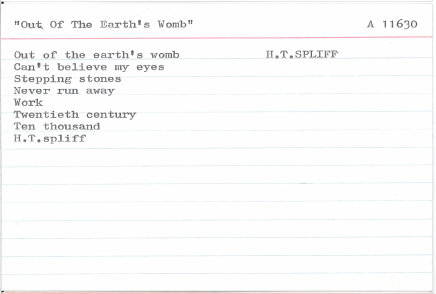 "Out Of The Earth's Womb" A 11630
Out of the earth's womb H.T.SPLIFF
Can't believe my eyes
Stepping stones
Never run away
Work
Twentieth century
Ten thousand
H.T.spliff